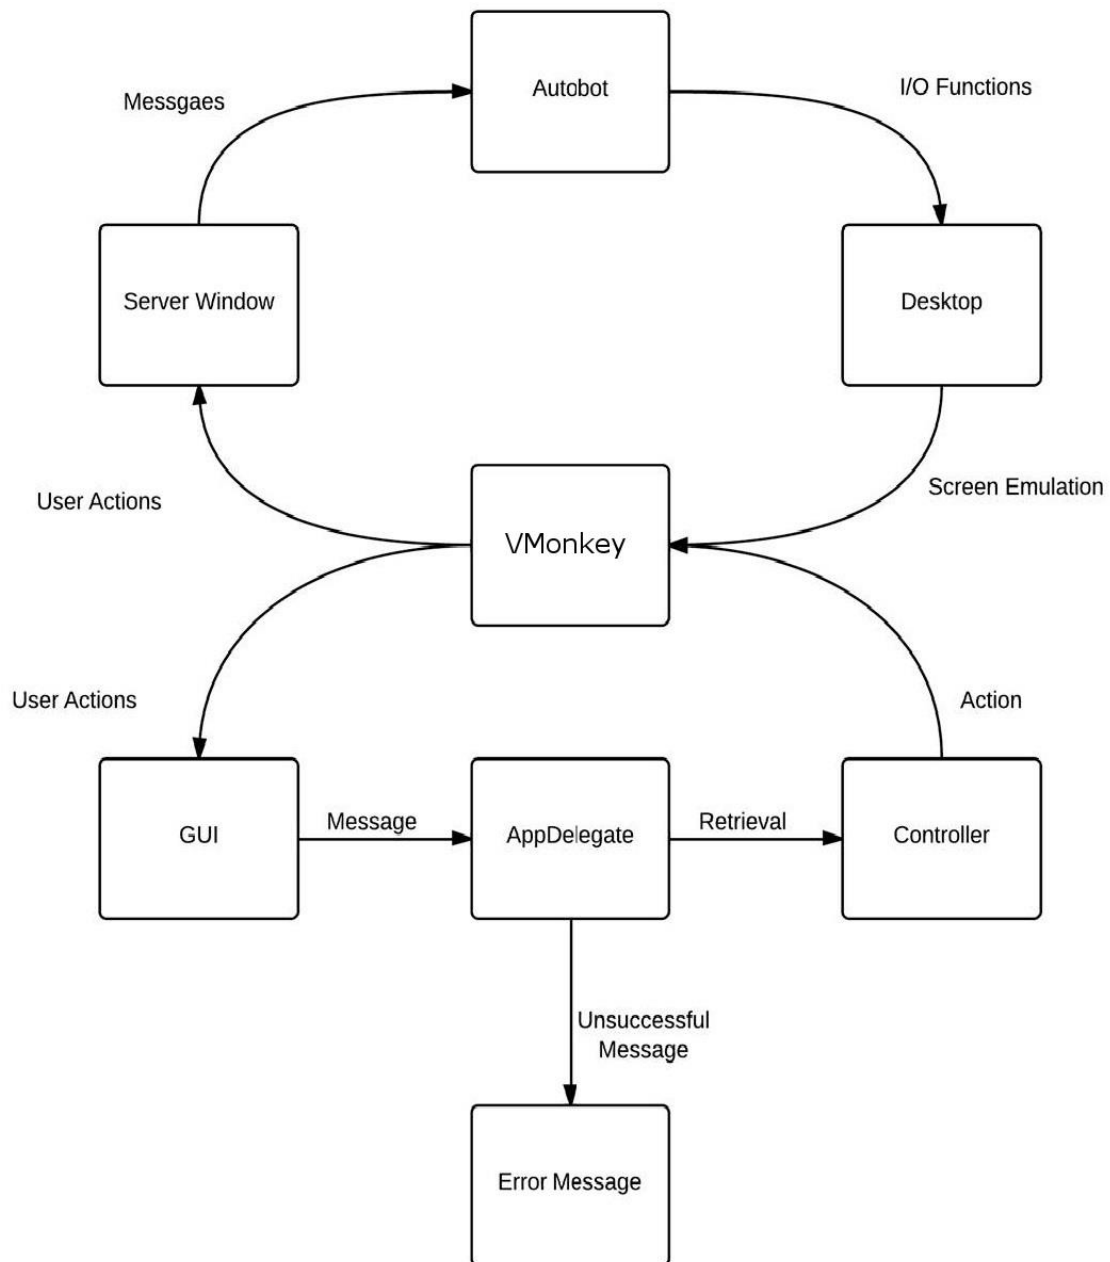 Autobot
I/O Functions
Messgaes
Server Window
Desktop
User Actions
Screen Emulation
VMonkey
User Actions
Action
GUI
Message
AppDelegate
Retrieval
Controller
Unsuccessful
Message
Error Message